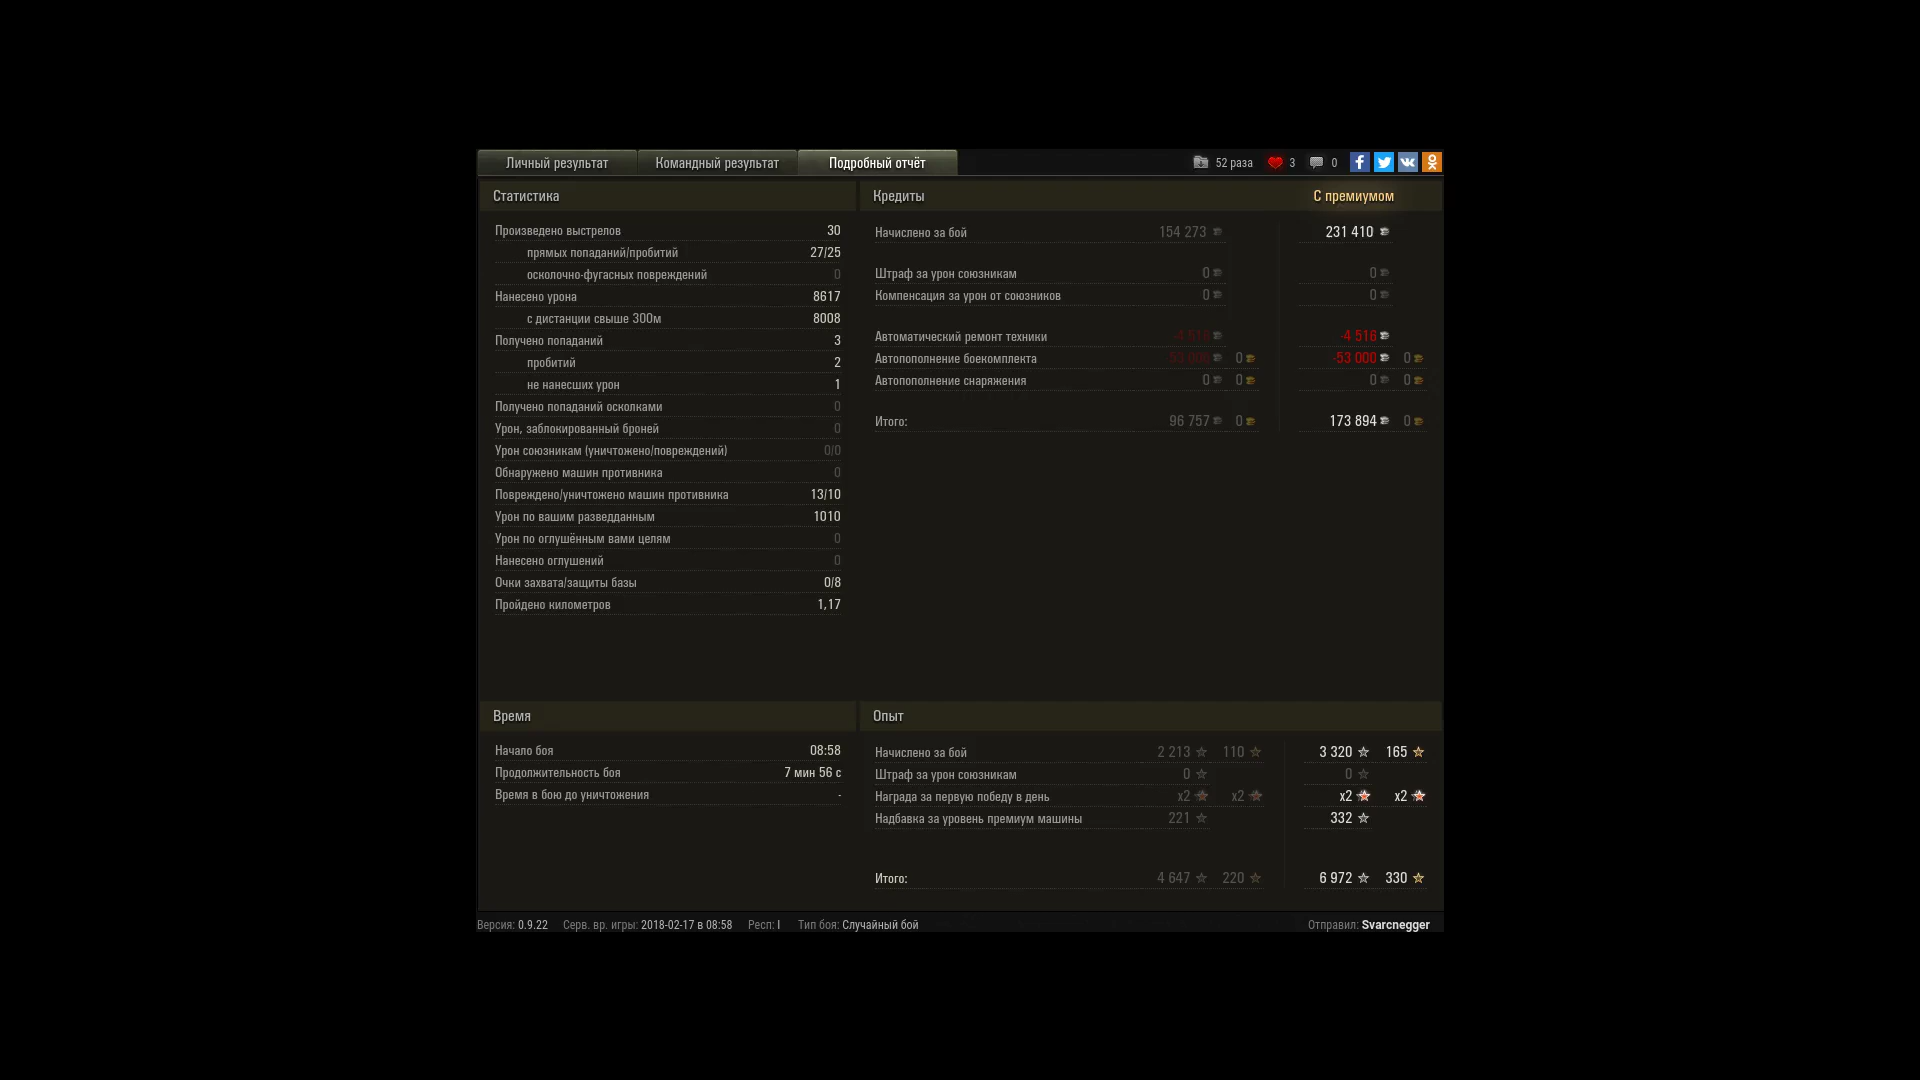 Личный результат Командный результат Подробный отчёт 52 раза 3 0
Статистика
Произведено выстрелов 30
прямых попаданий/пробитий 27/25
осколочно-фугасных повреждений 0
Нанесено урона 8617
с дистанции свыше 300м 8008
Получено попаданий 3
пробитий 2
не нанесших урон 1
Получено попаданий осколками 0
Урон, заблокированный броней 0
Урон союзникам (уничтожено/повреждений) 0/0
Обнаружено машин противника 0
Повреждено/уничтожено машин противника 13/10
Урон по вашим разведданным 1010
Урон по оглушённым вами целям 0
Нанесено оглушений 0
Очки захвата/защиты базы 0/8
Пройдено километров 1,17
Кредиты С премиумом
Начислено за бой 154 273 231 410
Штраф за урон союзникам 0 0
Компенсация за урон от союзников 0 0
Автоматический ремонт техники -4 516 -4 516
Автопополнение боекомплекта -53 000 0 -53 000 0
Автопополнение снаряжения 0 0 0 0
Итого: 96 757 0 173 894 0
Время
Начало боя 08:58
Продолжительность боя 7 мин 56 с
Время в бою до уничтожения -
Опыт
Начислено за бой 2 213 110 3 320 165
Штраф за урон союзникам 0 0
Награда за первую победу в день x2 x2 x2 x2
Надбавка за уровень премиум машины 221 332
Итого: 4 647 220 6 972 330
Версия: 0.9.22 Серв. вр. игры: 2018-02-17 в 08:58 Респ: I Тип боя: Случайный бой Отправил: Svarcnegger